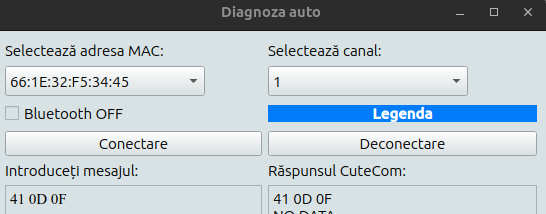 Diagnoza auto
Selectează adresa MAC:
Selectează canal:
66:1E:32:F5:34:45
1
Bluetooth OFF
Legenda
Conectare
Deconectare
Introduceți mesajul:
Răspunsul CuteCom:
41 0D 0F
41 0D 0F
NO DATA